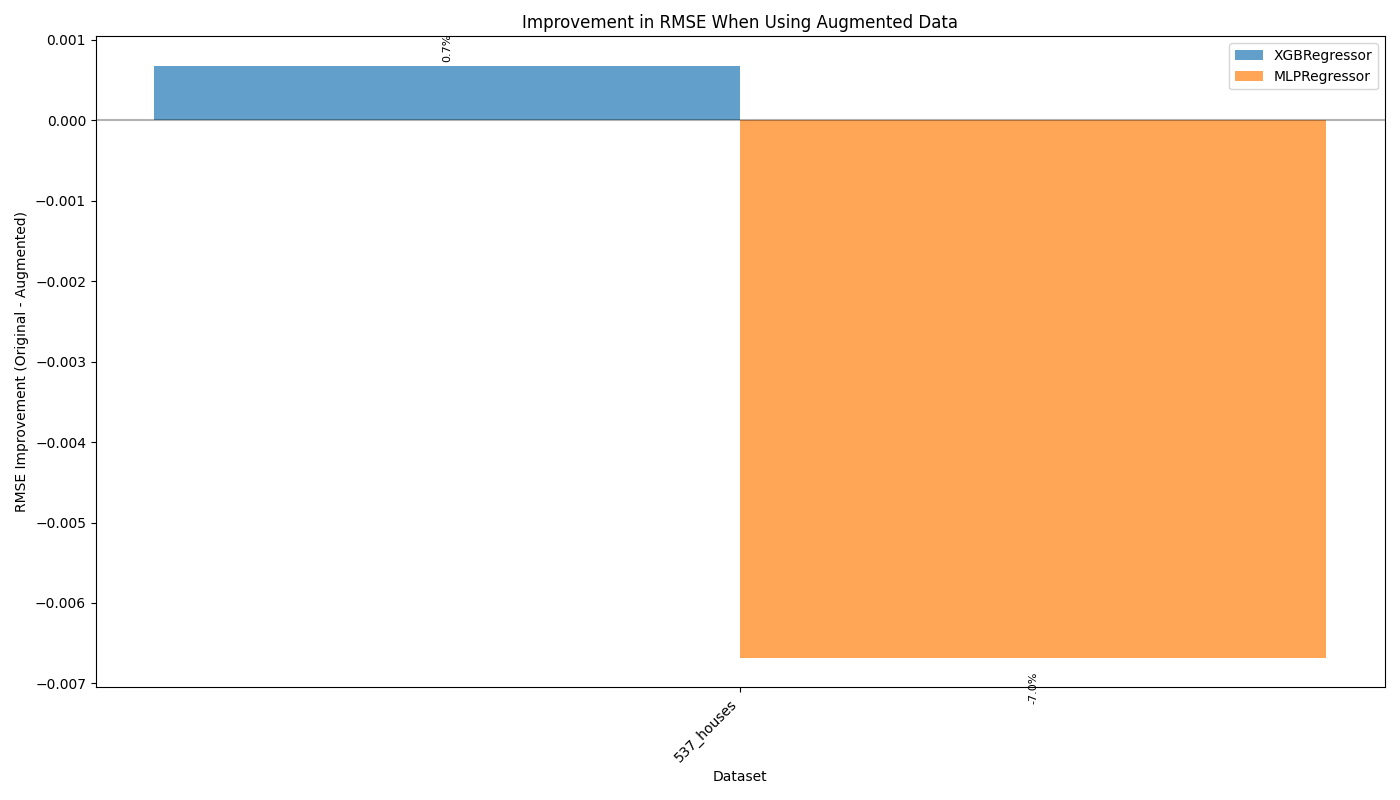 Improvement in RMSE When Using Augmented Data
0.001
0.000
−0.001
−0.002
−0.003
−0.004
−0.005
−0.006
−0.007
RMSE Improvement (Original - Augmented)
0.7%
-7.0%
XGBRegressor
MLPRegressor
537_houses
Dataset